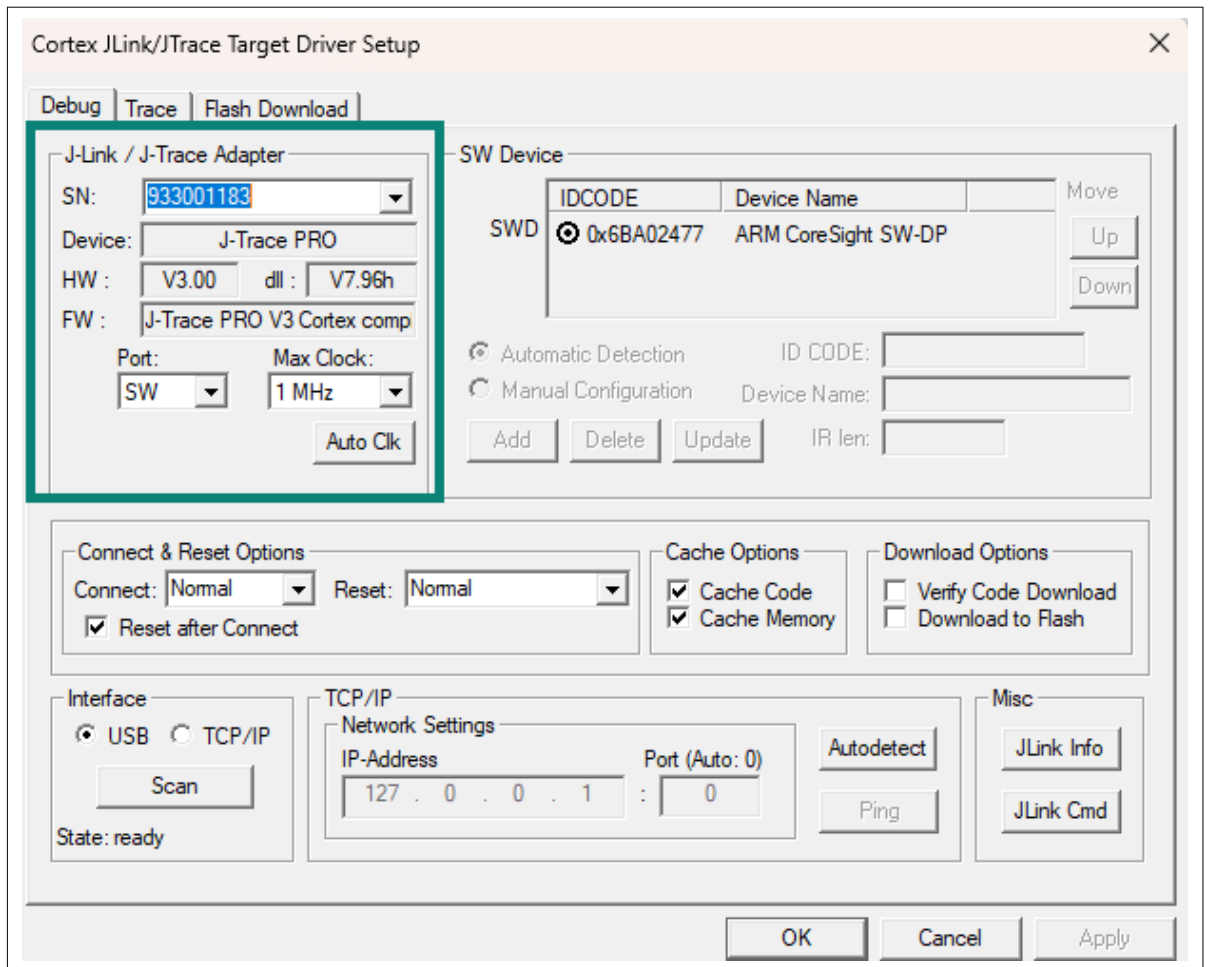 Cortex JLink/JTrace Target Driver Setup
Debug Trace Flash Download
J-Link / J-Trace Adapter
SN: 933001183
Device: J-Trace PRO
HW : V3.00 dll : V7.96h
FW : J-Trace PRO V3 Cortex comp
Port: Max Clock:
SW 1 MHz
Auto Clk
SW Device
IDCODE Device Name Move
SWD 0x6BA02477 ARM CoreSight SW-DP Up
Down
Automatic Detection ID CODE:
Manual Configuration Device Name:
Add Delete Update IR len:
Connect & Reset Options
Connect: Normal Reset: Normal
Reset after Connect
Cache Options
Cache Code
Cache Memory
Download Options
Verify Code Download
Download to Flash
Interface
USB TCP/IP
Scan
State: ready
TCP/IP
Network Settings
IP-Address Port (Auto: 0)
127 . 0 . 0 . 1 : 0
Autodetect
Ping
Misc
JLink Info
JLink Cmd
OK Cancel Apply